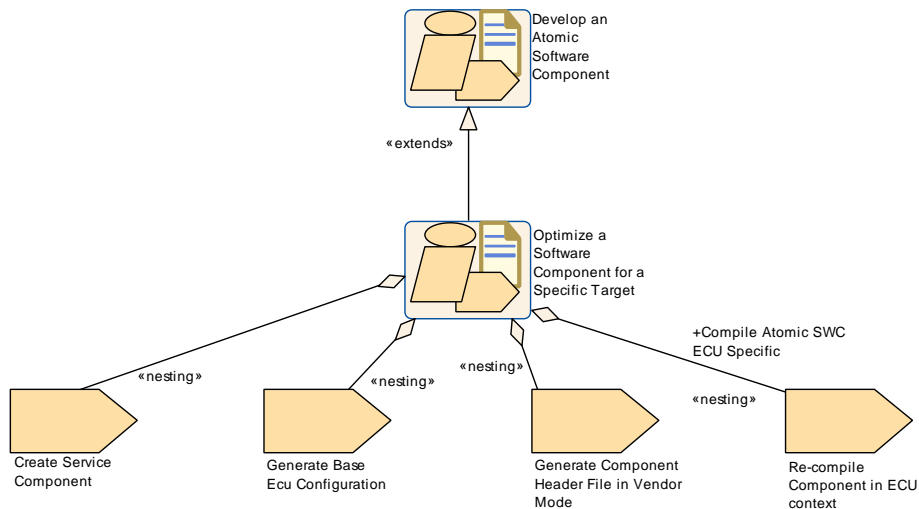 Develop an
Atomic
Software
Component
«extends»
Optimize a
Software
Component for a
Specific Target
+Compile Atomic SWC
ECU Specific
«nesting»
«nesting»
«nesting»
«nesting»
Create Service
Component
Generate Base
Ecu Configuration
Generate Component
Header File in Vendor
Mode
Re-compile
Component in ECU
context